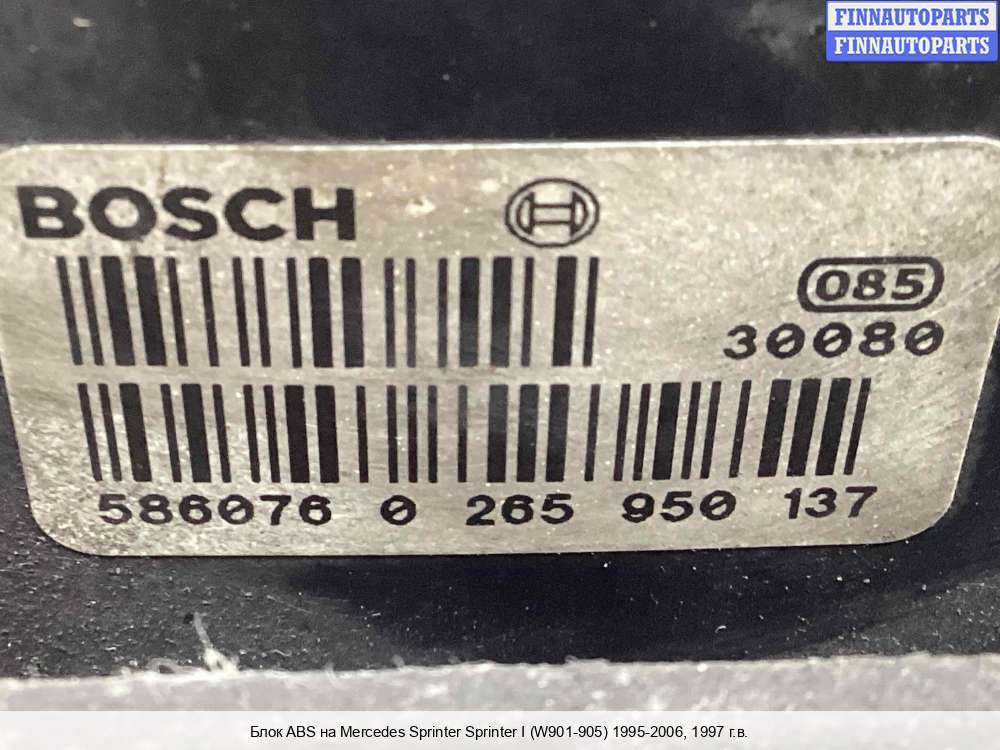 FINNAUTOPARTS
FINNAUTOPARTS
BOSCH
085
30080
586076 0 265 950 137
Блок ABS на Mercedes Sprinter Sprinter I (W901-905) 1995-2006, 1997 г.в.